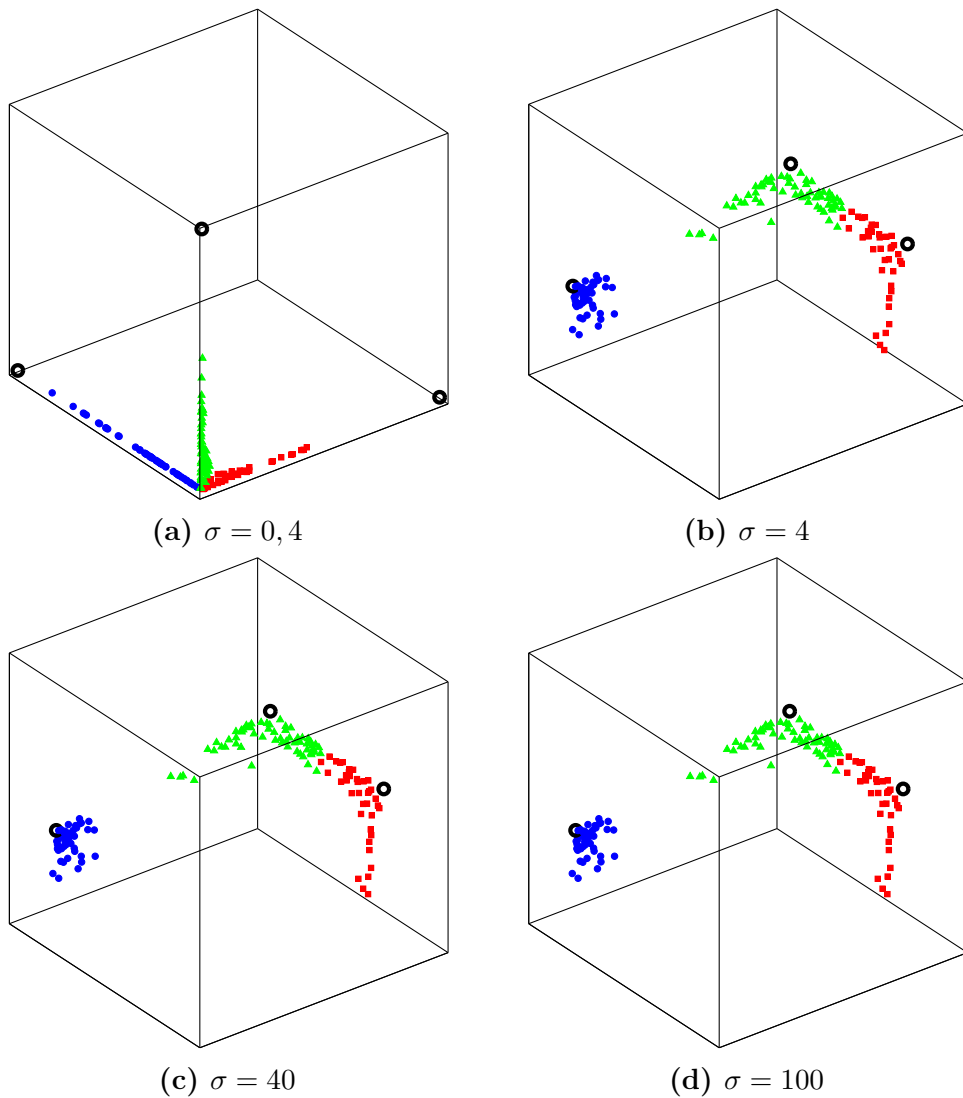 (a) σ = 0,4
(b) σ = 4
(c) σ = 40
(d) σ = 100